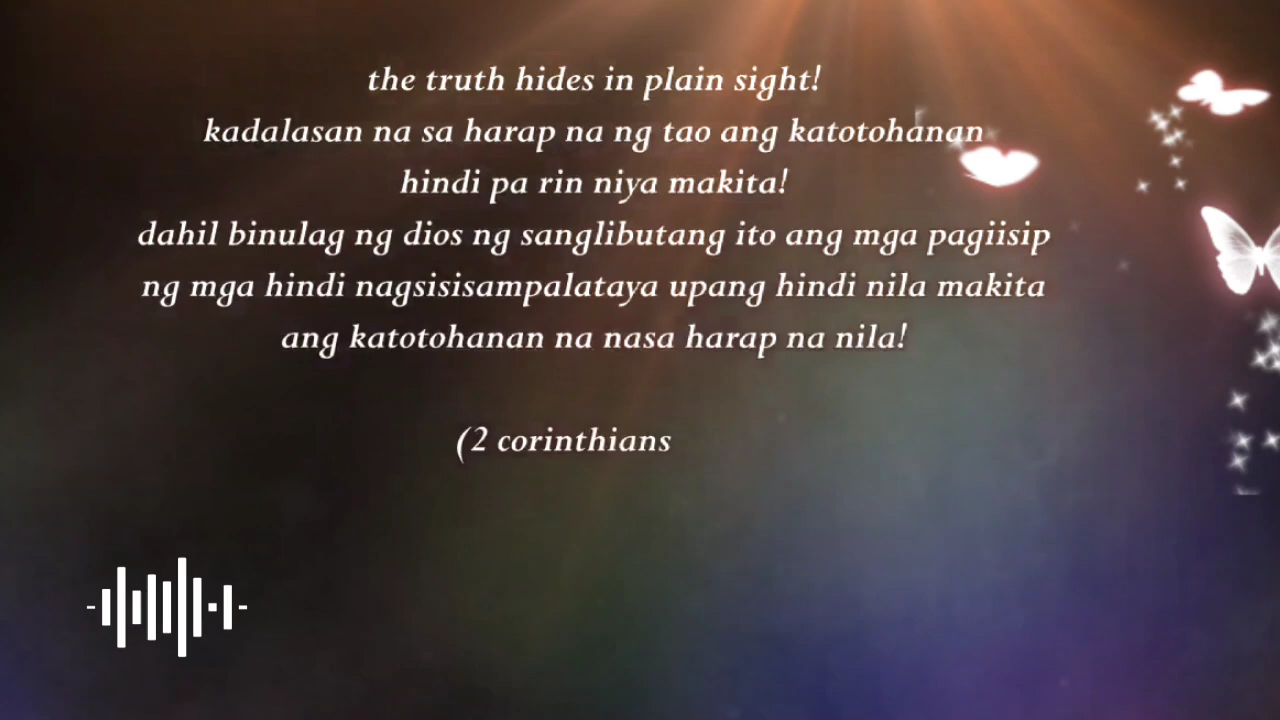 the truth hides in plain sight!
kadalasan na sa harap na ng tao ang katotohanan
hindi pa rin niya makita!
dahil binulag ng dios ng sanglibutang ito ang mga pagiisip
ng mga hindi nagsisisampalataya upang hindi nila makita
ang katotohanan na nasa harap na nila!
(2 corinthians